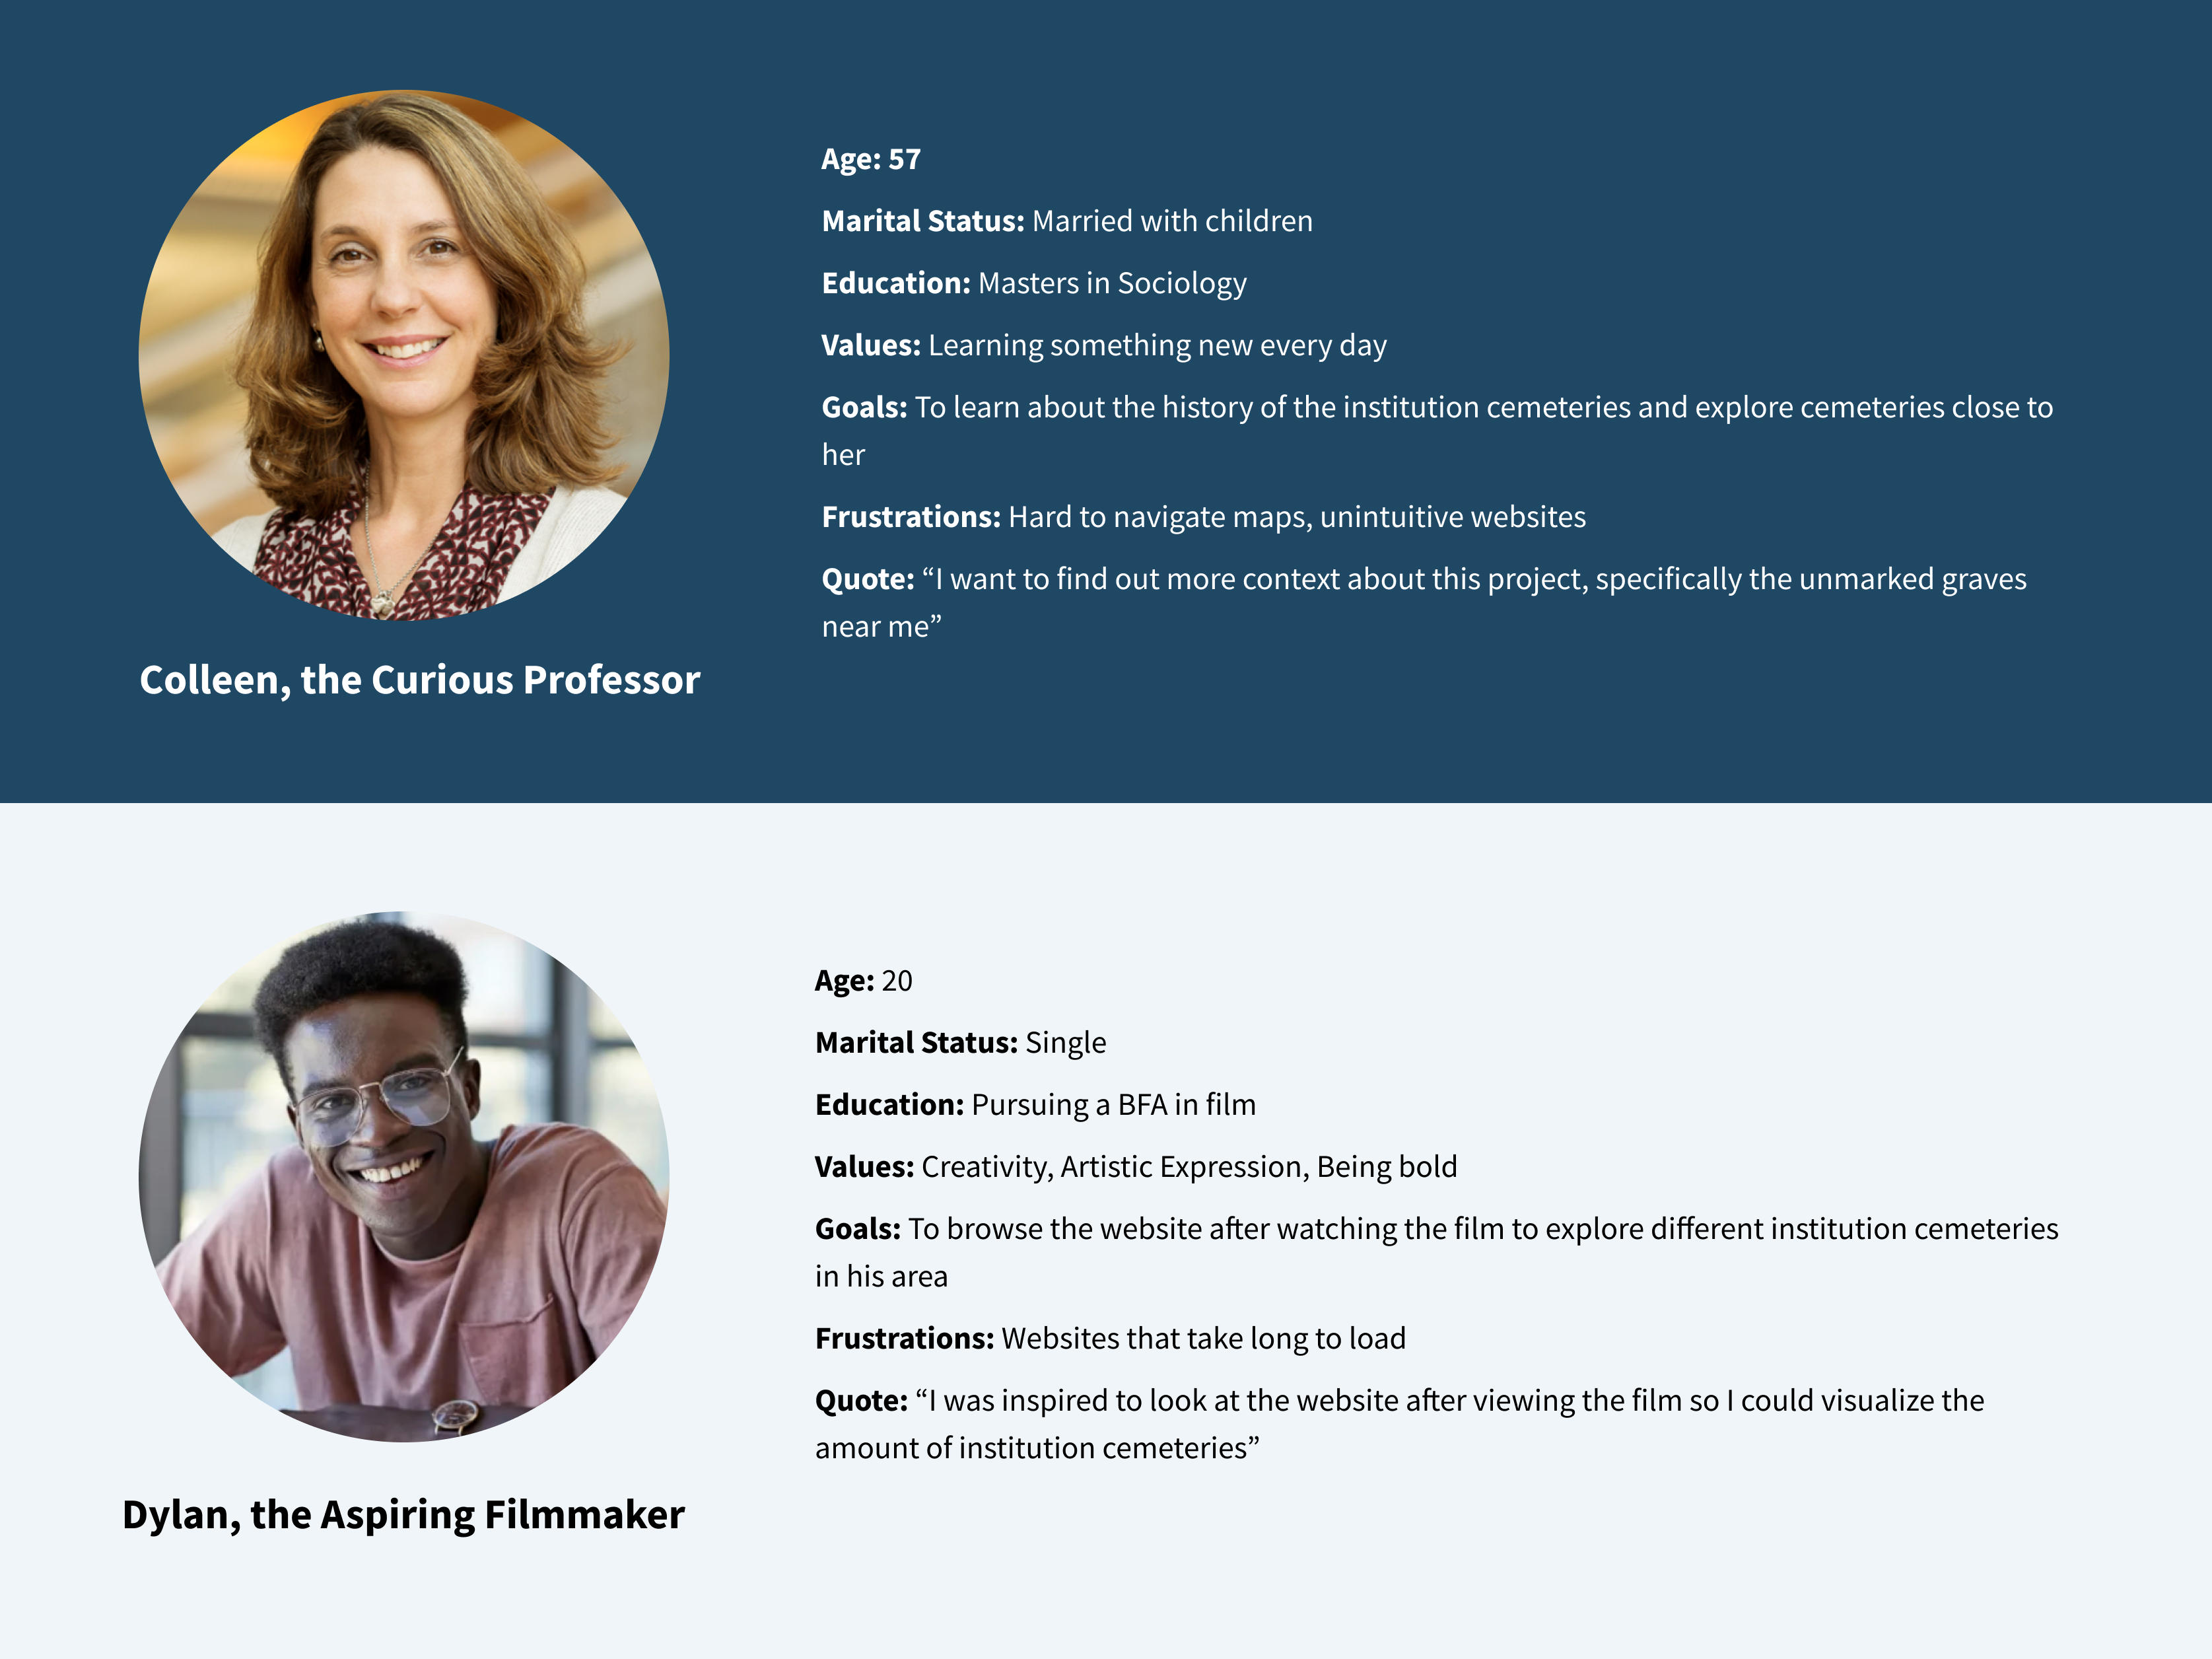 Age: 57
Marital Status: Married with children
Education: Masters in Sociology
Values: Learning something new every day
Goals: To learn about the history of the institution cemeteries and explore cemeteries close to
her
Frustrations: Hard to navigate maps, unintuitive websites
Quote: “I want to find out more context about this project, specifically the unmarked graves
near me”
Colleen, the Curious Professor
Age: 20
Marital Status: Single
Education: Pursuing a BFA in film
Values: Creativity, Artistic Expression, Being bold
Goals: To browse the website after watching the film to explore different institution cemeteries
in his area
Frustrations: Websites that take long to load
Quote: “I was inspired to look at the website after viewing the film so I could visualize the
amount of institution cemeteries”
Dylan, the Aspiring Filmmaker